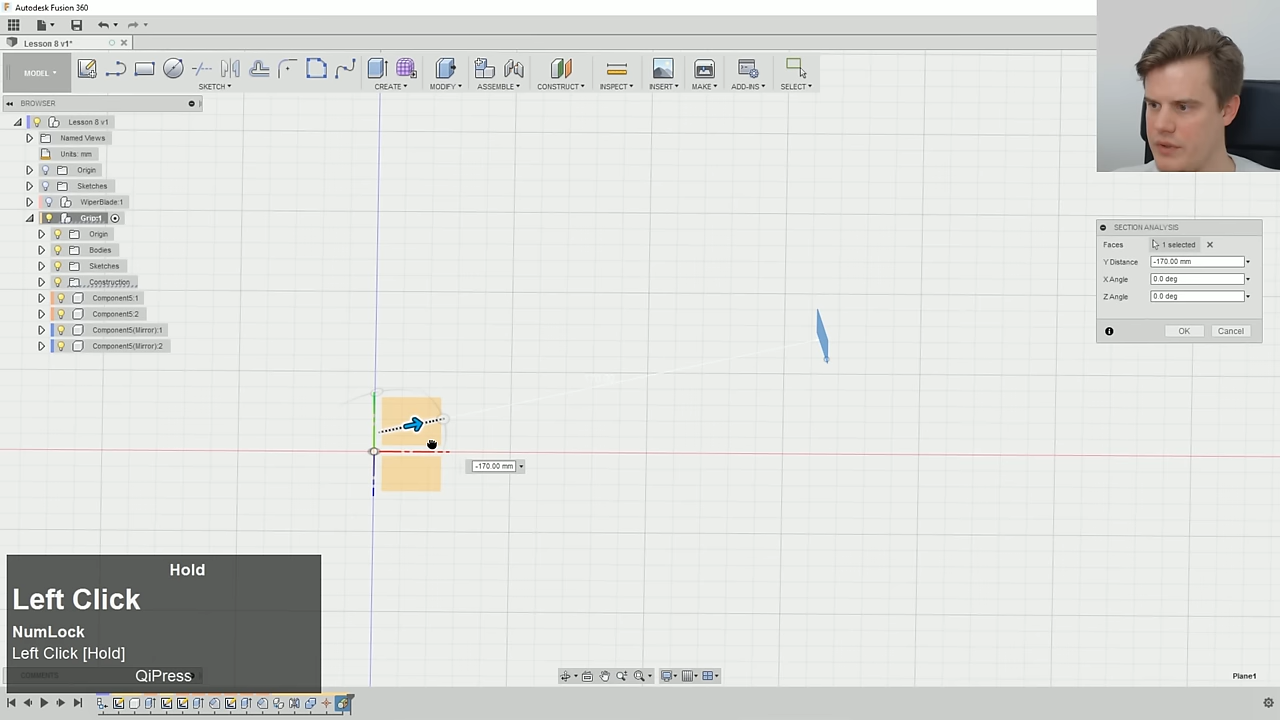 Autodesk Fusion 360
Lesson 8 v1*
MODEL
SKETCH
CREATE
MODIFY
ASSEMBLE
CONSTRUCT
INSPECT
INSERT
MAKE
ADD-INS
SELECT
BROWSER
Lesson 8 v1
Named Views
Units: mm
Origin
Sketches
WiperBlade:1
Grip:1
Origin
Bodies
Sketches
Construction
Component5:1
Component5:2
Component5(Mirror):1
Component5(Mirror):2
SECTION ANALYSIS
Faces 1 selected
Y Distance -170.00 mm
X Angle 0.0 deg
Z Angle 0.0 deg
OK Cancel
-170.00 mm
Hold
Left Click
NumLock
Left Click [Hold]
QiPress
COMMENTS
Plane1